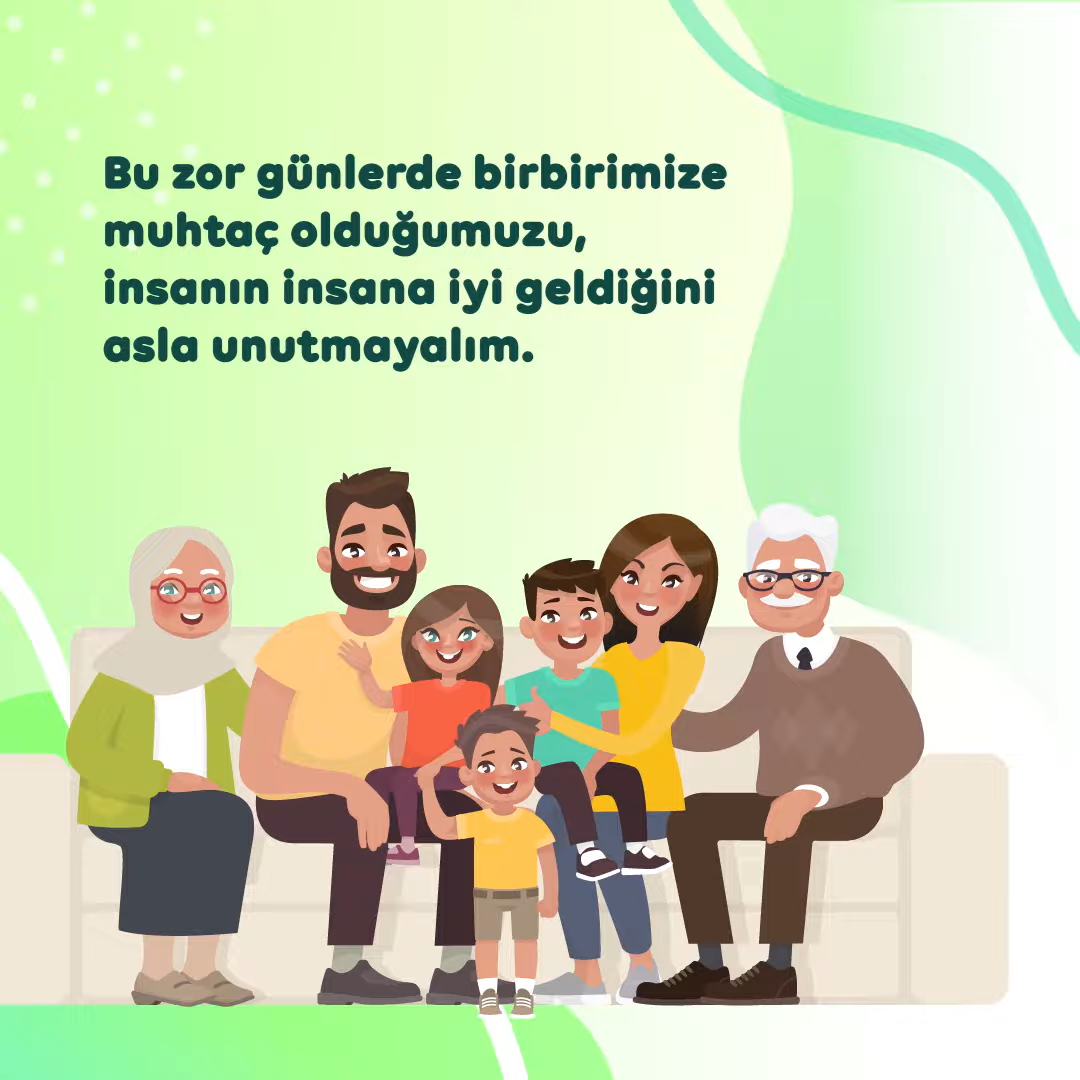 Bu zor günlerde birbirimize
muhtaç olduğumuzu,
insanın insana iyi geldiğini
asla unutmayalım.